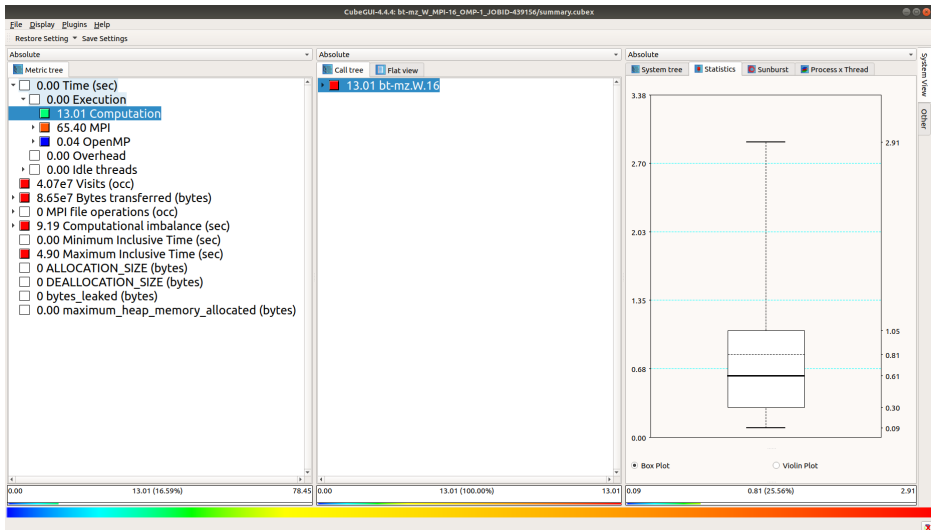 CubeGUI-4.4.4: bt-mz_W_MPI-16_OMP-1_JOBID-439156/summary.cubex
File Display Plugins Help
Restore Setting Save Settings
Absolute
Metric tree
0.00 Time (sec)
0.00 Execution
13.01 Computation
65.40 MPI
0.04 OpenMP
0.00 Overhead
0.00 Idle threads
4.07e7 Visits (occ)
8.65e7 Bytes transferred (bytes)
0 MPI file operations (occ)
9.19 Computational imbalance (sec)
0.00 Minimum Inclusive Time (sec)
4.90 Maximum Inclusive Time (sec)
0 ALLOCATION_SIZE (bytes)
0 DEALLOCATION_SIZE (bytes)
0 bytes_leaked (bytes)
0.00 maximum_heap_memory_allocated (bytes)
0.00 13.01 (16.59%) 78.45
Absolute
Call tree Flat view
13.01 bt-mz.W.16
0.00 13.01 (100.00%) 13.01
Absolute
System tree Statistics Sunburst Process x Thread
3.38
2.91
2.70
2.03
1.35
1.05
0.81
0.68
0.61
0.30
0.09
0.00
Box Plot Violin Plot
0.09 0.81 (25.56%) 2.91
System View
Other